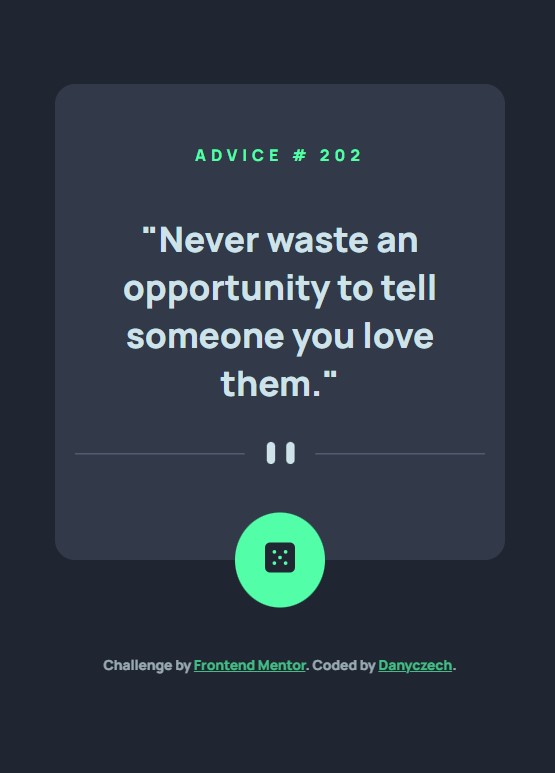 ADVICE # 202
"Never waste an
opportunity to tell
someone you love
them."
Challenge by Frontend Mentor. Coded by Danyczech.